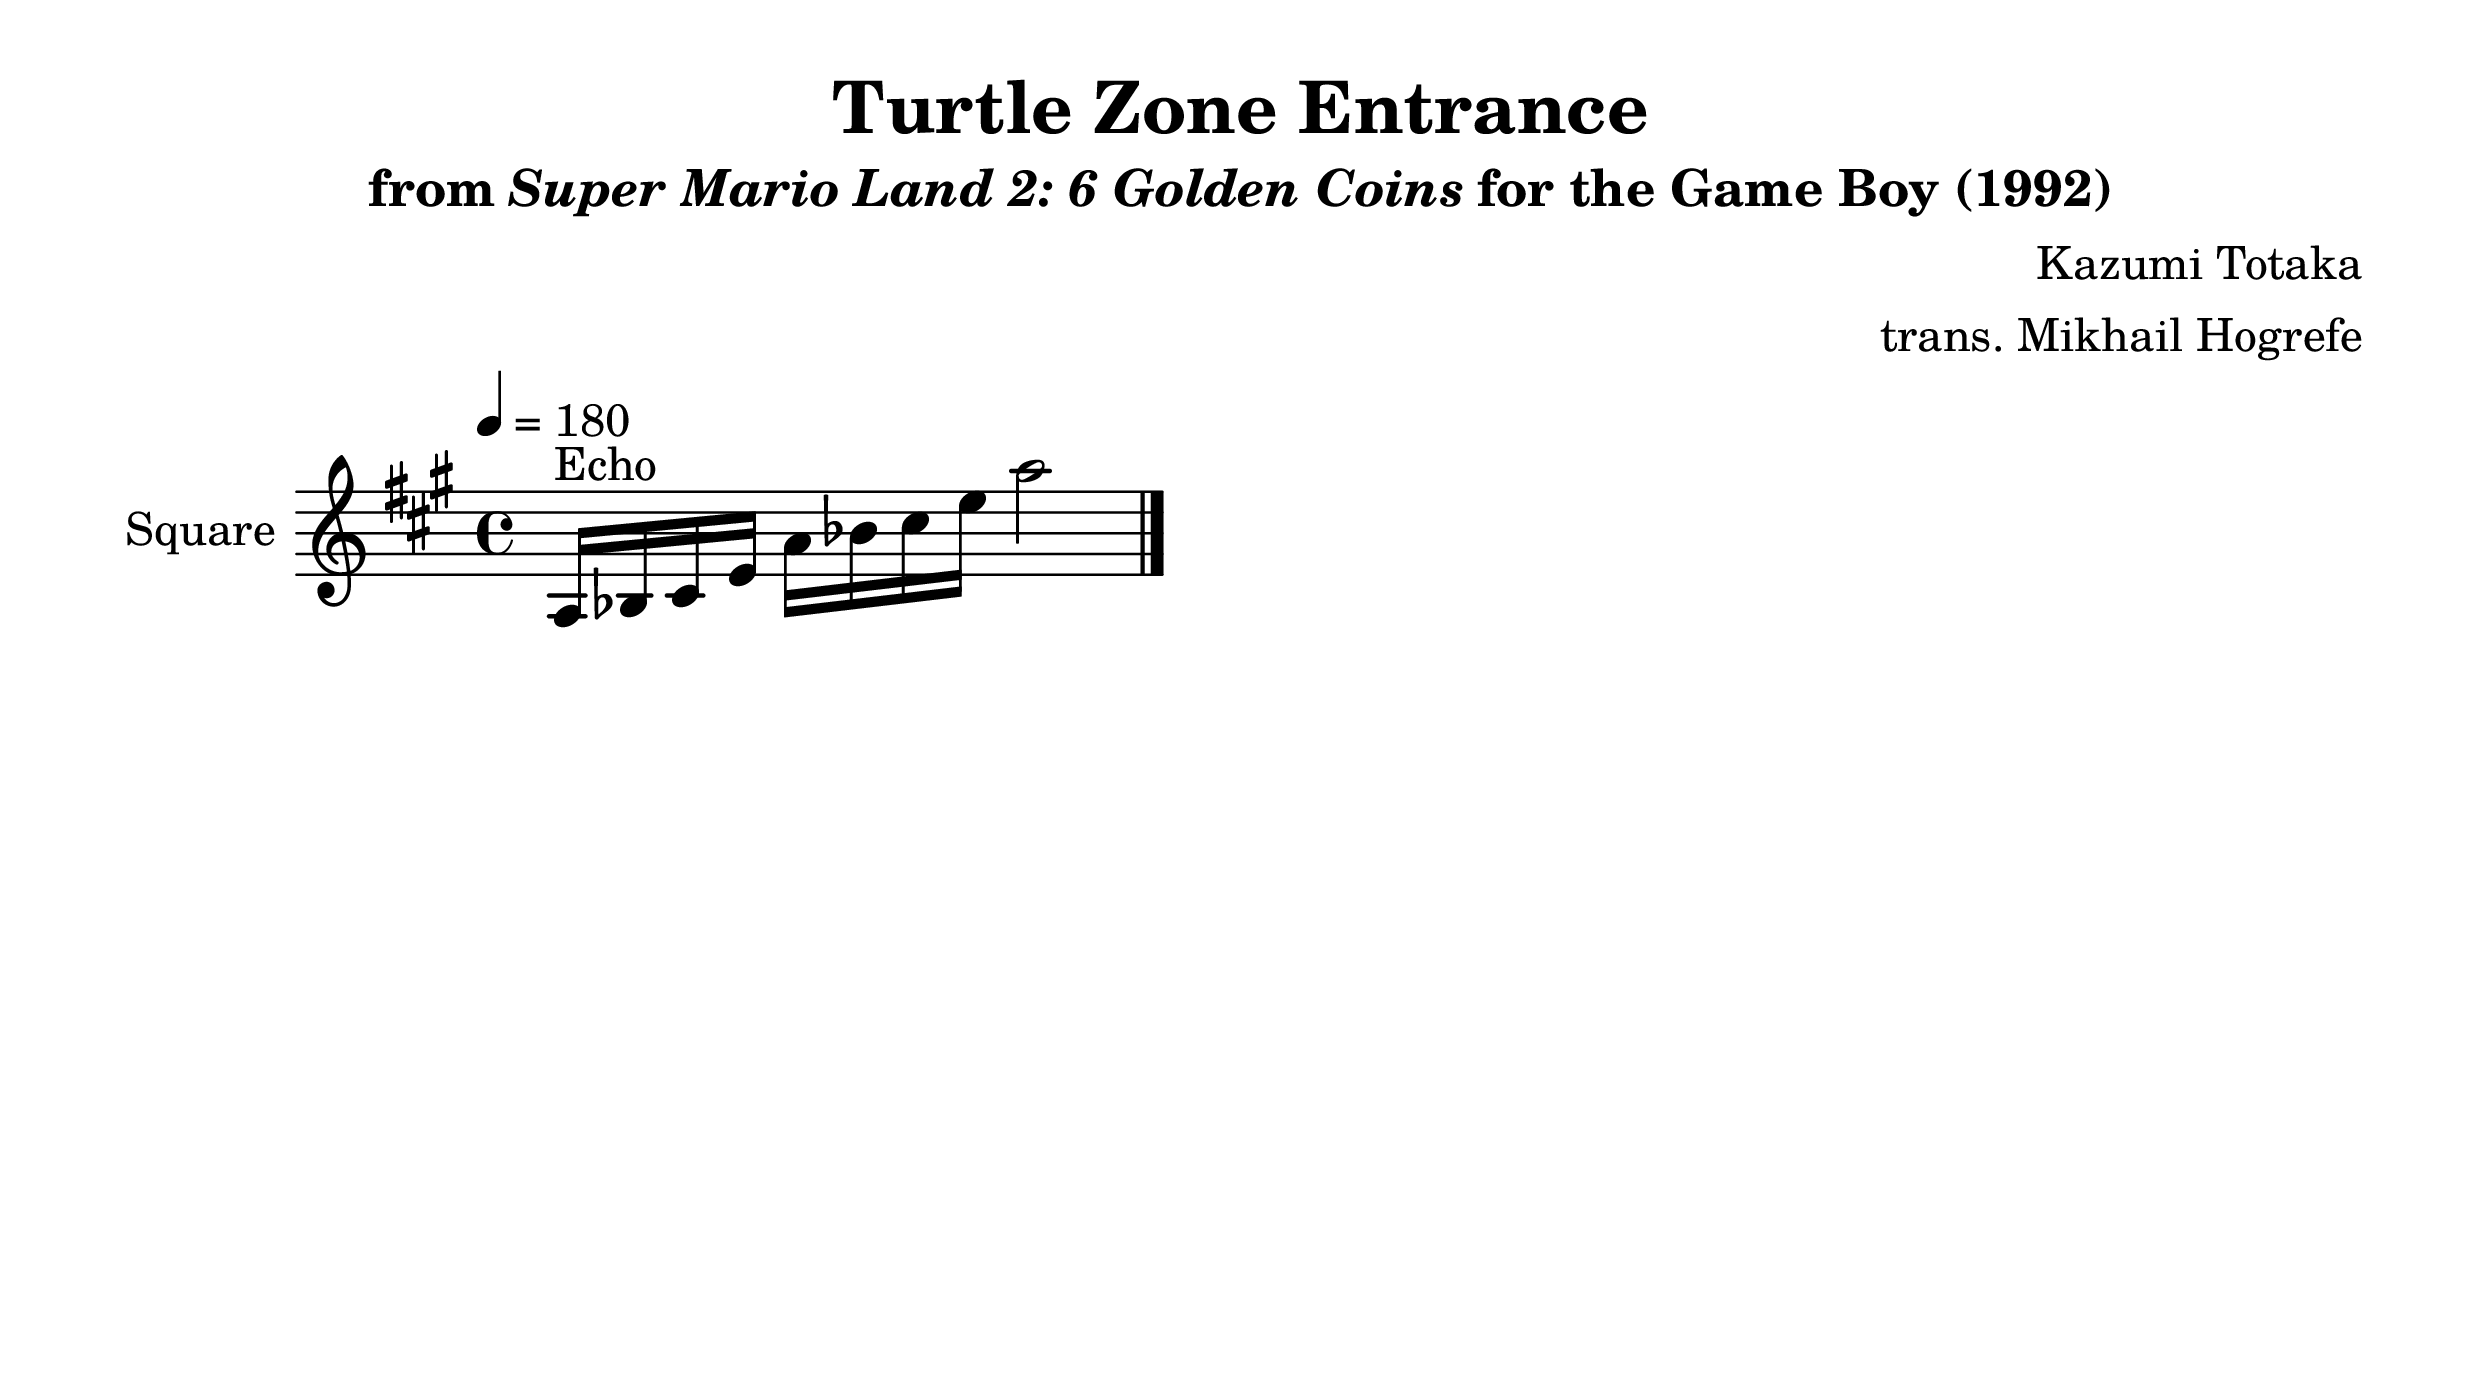 Turtle Zone Entrance
from Super Mario Land 2: 6 Golden Coins for the Game Boy (1992)
Kazumi Totaka
trans. Mikhail Hogrefe
= 180
Echo
Square